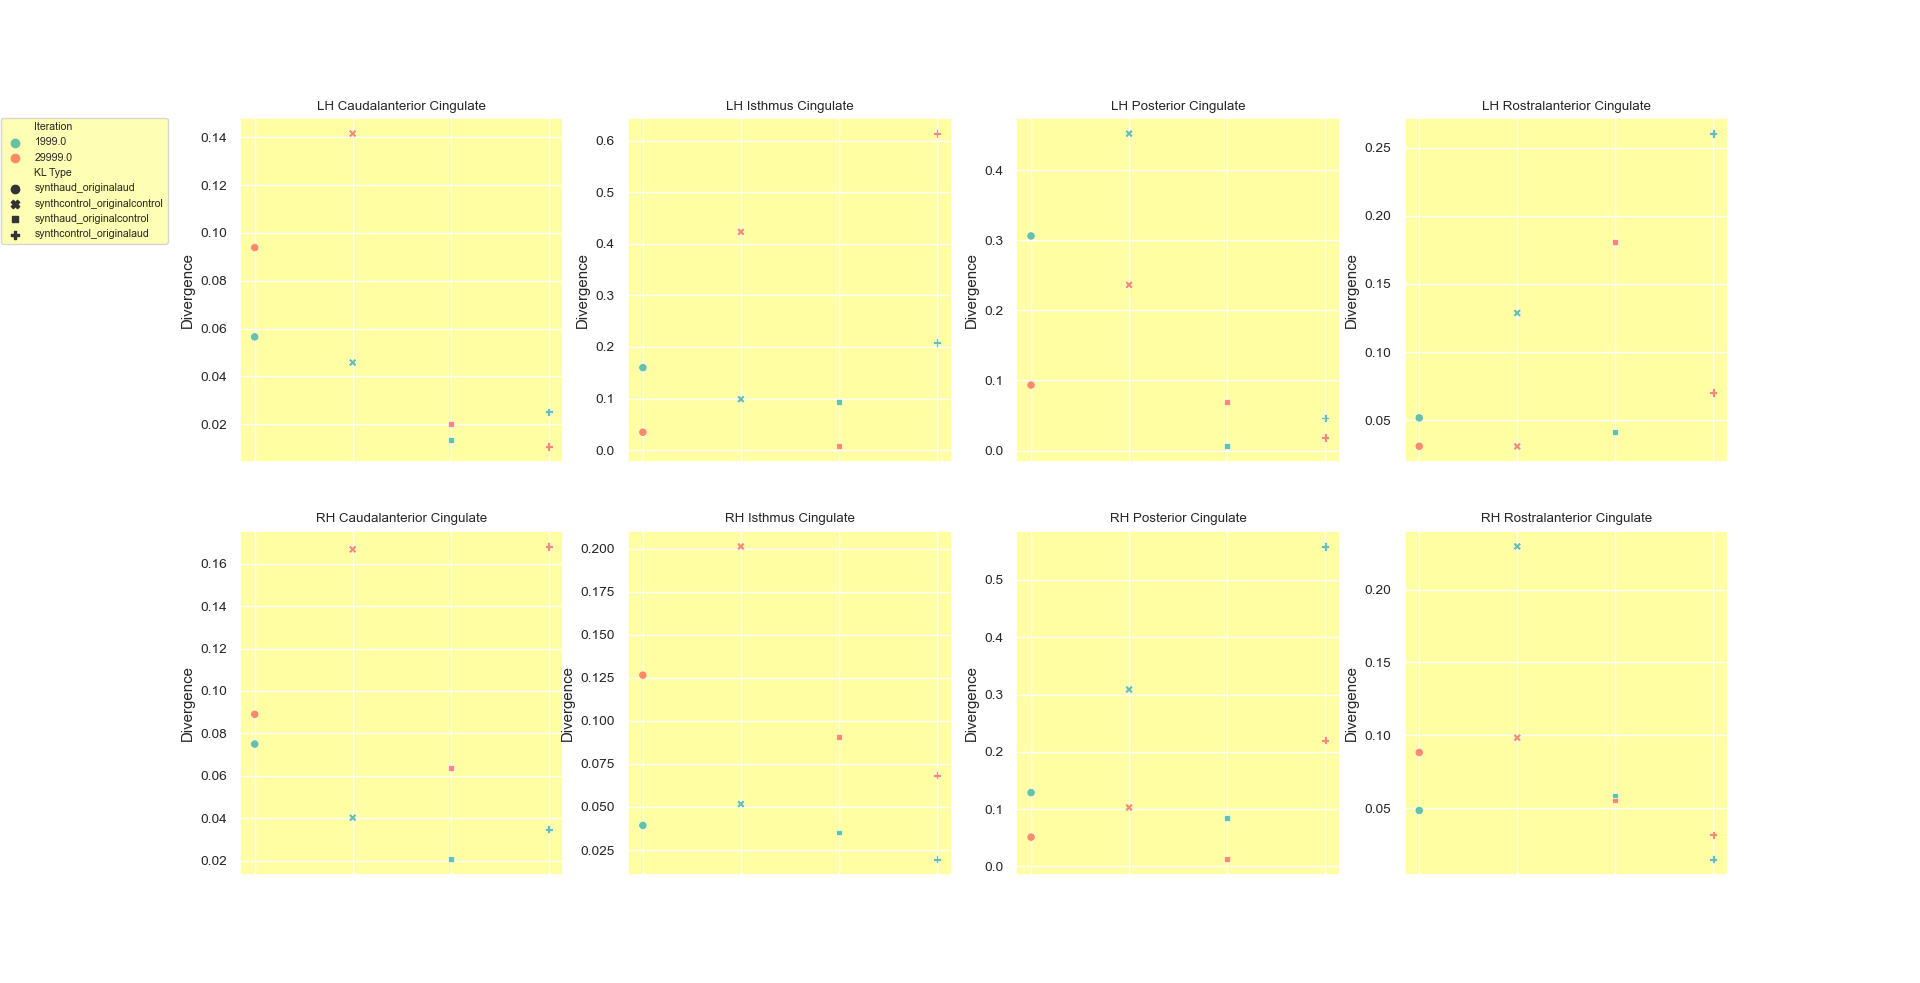 LH Caudalanterior Cingulate
LH Isthmus Cingulate
LH Posterior Cingulate
LH Rostralanterior Cingulate
Iteration
1999.0
29999.0
KL Type
synthaud_originalaud
synthcontrol_originalcontrol
synthaud_originalcontrol
synthcontrol_originalaud
Divergence
0.14
0.12
0.10
0.08
0.06
0.04
0.02
Divergence
0.6
0.5
0.4
0.3
0.2
0.1
0.0
Divergence
0.4
0.3
0.2
0.1
0.0
Divergence
0.25
0.20
0.15
0.10
0.05
RH Caudalanterior Cingulate
RH Isthmus Cingulate
RH Posterior Cingulate
RH Rostralanterior Cingulate
Divergence
0.16
0.14
0.12
0.10
0.08
0.06
0.04
0.02
Divergence
0.200
0.175
0.150
0.125
0.100
0.075
0.050
0.025
Divergence
0.5
0.4
0.3
0.2
0.1
0.0
Divergence
0.20
0.15
0.10
0.05